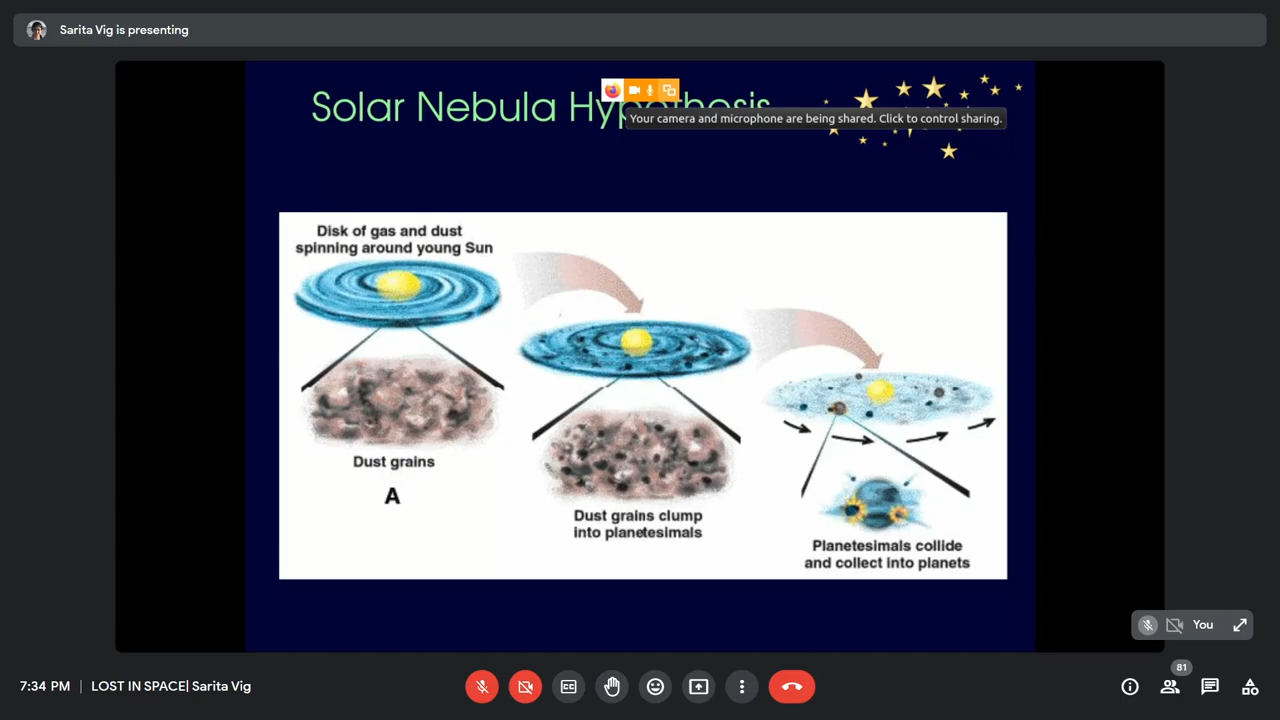 Sarita Vig is presenting
Solar Nebula Hypothesis
Your camera and microphone are being shared. Click to control sharing.
Disk of gas and dust
spinning around young Sun
Dust grains
A
Dust grains clump
into planetesimals
Planetesimals collide
and collect into planets
You
81
7:34 PM | LOST IN SPACE| Sarita Vig